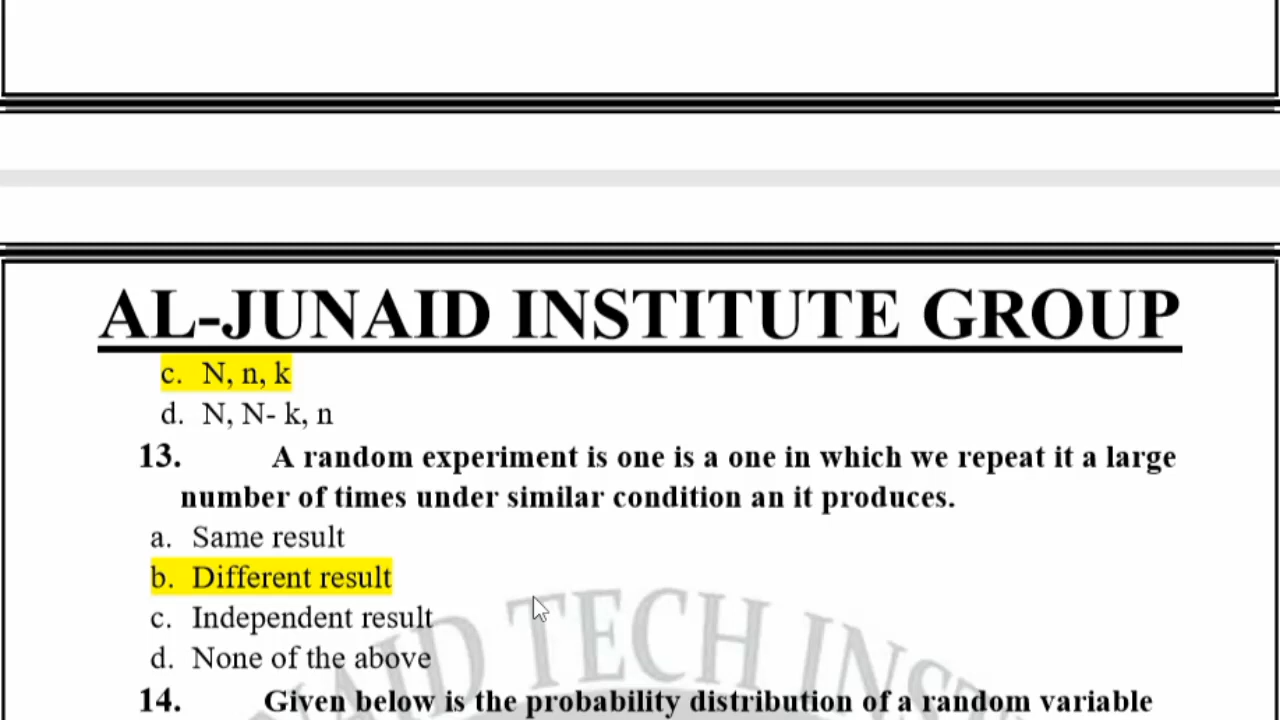 AL-JUNAID INSTITUTE GROUP
c. N, n, k
d. N, N- k, n
13. A random experiment is one is a one in which we repeat it a large
number of times under similar condition an it produces.
a. Same result
b. Different result
c. Independent result
d. None of the above
14. Given below is the probability distribution of a random variable
TECH